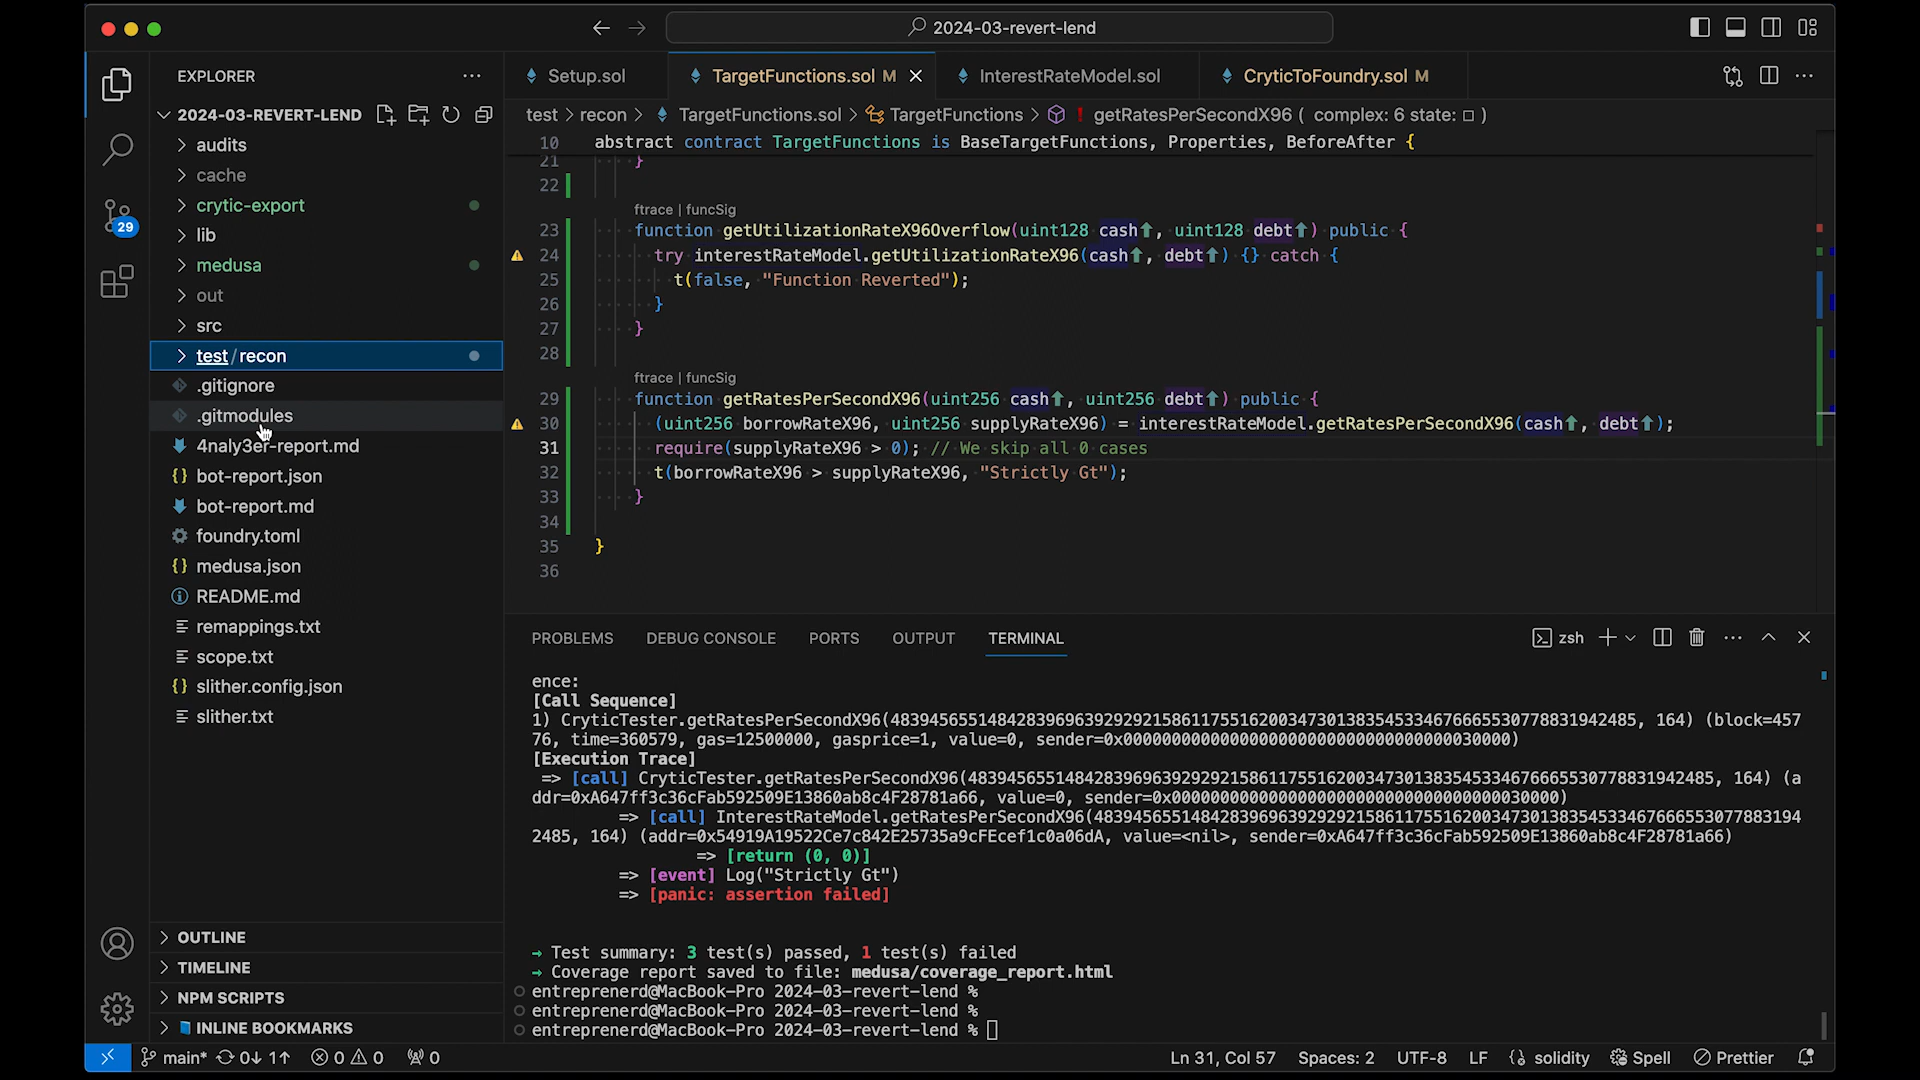 2024-03-revert-lend
EXPLORER
2024-03-REVERT-LEND
audits
cache
crytic-export
lib
medusa
out
src
test/recon
.gitignore
.gitmodules
4naly3er-report.md
bot-report.json
bot-report.md
foundry.toml
medusa.json
README.md
remappings.txt
scope.txt
slither.config.json
slither.txt
OUTLINE
TIMELINE
NPM SCRIPTS
INLINE BOOKMARKS
29
Setup.sol
TargetFunctions.sol M
InterestRateModel.sol
CryticToFoundry.sol M
test > recon > TargetFunctions.sol > TargetFunctions > ! getRatesPerSecondX96 ( complex: 6 state: □ )
10 abstract contract TargetFunctions is BaseTargetFunctions, Properties, BeforeAfter {
21 }
22
ftrace | funcSig
23 function getUtilizationRateX96Overflow(uint128 cash↑, uint128 debt↑) public {
24 try interestRateModel.getUtilizationRateX96(cash↑, debt↑) {} catch {
25 t(false, "Function Reverted");
26 }
27 }
28
ftrace | funcSig
29 function getRatesPerSecondX96(uint256 cash↑, uint256 debt↑) public {
30 (uint256 borrowRateX96, uint256 supplyRateX96) = interestRateModel.getRatesPerSecondX96(cash↑, debt↑);
31 require(supplyRateX96 > 0); // We skip all 0 cases
32 t(borrowRateX96 > supplyRateX96, "Strictly Gt");
33 }
34
35 }
36
PROBLEMS DEBUG CONSOLE PORTS OUTPUT TERMINAL
zsh
ence:
[Call Sequence]
1) CryticTester.getRatesPerSecondX96(48394565514842839696392929215861175516200347301383545334676665530778831942485, 164) (block=457
76, time=360579, gas=12500000, gasprice=1, value=0, sender=0x0000000000000000000000000000000000030000)
[Execution Trace]
=> [call] CryticTester.getRatesPerSecondX96(48394565514842839696392929215861175516200347301383545334676665530778831942485, 164) (a
ddr=0xA647ff3c36cFab592509E13860ab8c4F28781a66, value=0, sender=0x0000000000000000000000000000000000030000)
=> [call] InterestRateModel.getRatesPerSecondX96(4839456551484283969639292921586117551620034730138354533467666553077883194
2485, 164) (addr=0x54919A19522Ce7c842E25735a9cFEcef1c0a06dA, value=<nil>, sender=0xA647ff3c36cFab592509E13860ab8c4F28781a66)
=> [return (0, 0)]
=> [event] Log("Strictly Gt")
=> [panic: assertion failed]
→ Test summary: 3 test(s) passed, 1 test(s) failed
→ Coverage report saved to file: medusa/coverage_report.html
entreprenerd@MacBook-Pro 2024-03-revert-lend %
entreprenerd@MacBook-Pro 2024-03-revert-lend %
entreprenerd@MacBook-Pro 2024-03-revert-lend %
main* 0↓ 1↑ 0 0 0
Ln 31, Col 57 Spaces: 2 UTF-8 LF solidity Spell Prettier